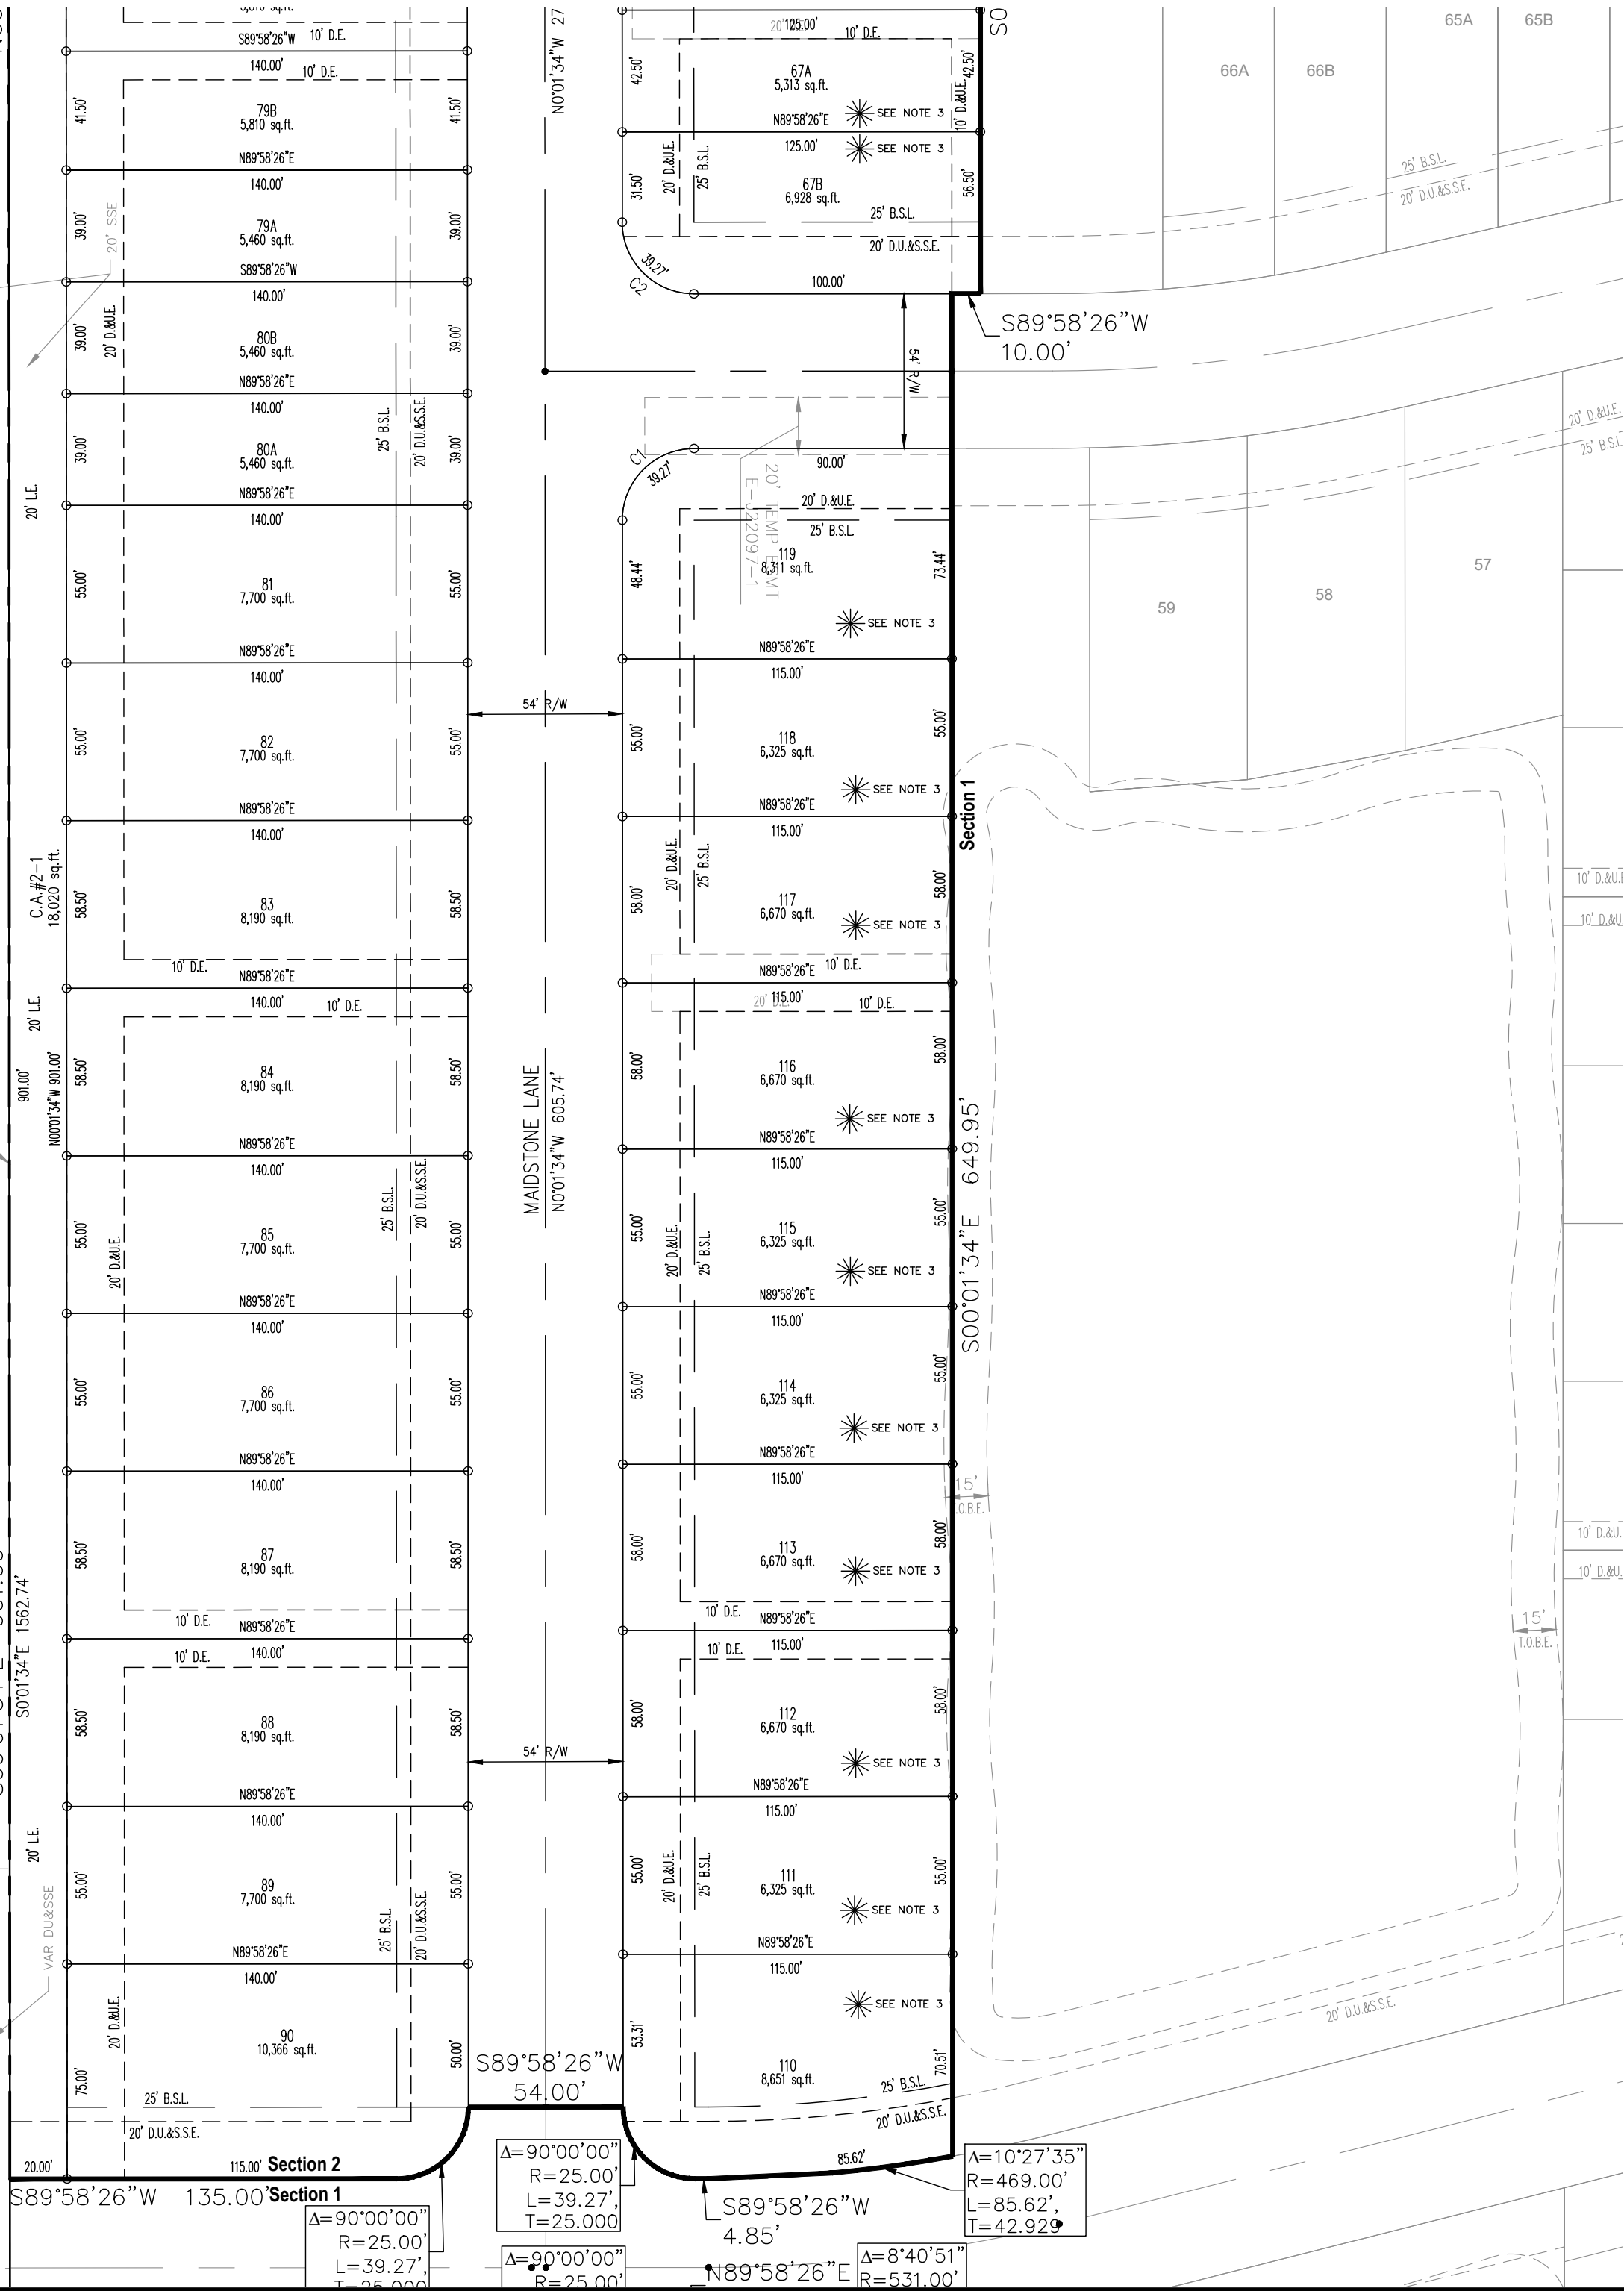 S89°58'26"W
10' D.E.
140.00'
10' D.E.
41.50'
79B
5,810 sq.ft.
41.50'
N89°58'26"E
140.00'
39.00'
79A
5,460 sq.ft.
39.00'
20' SSE
S89°58'26"W
140.00'
20' D.&U.E.
39.00'
80B
5,460 sq.ft.
39.00'
N89°58'26"E
140.00'
25' B.S.L.
20' D.U.&S.S.E.
39.00'
80A
5,460 sq.ft.
39.00'
20' L.E.
N89°58'26"E
140.00'
55.00'
81
7,700 sq.ft.
55.00'
N89°58'26"E
140.00'
54' R/W
55.00'
82
7,700 sq.ft.
55.00'
N89°58'26"E
140.00'
C.A.#2-1
18,020 sq.ft.
58.50'
83
8,190 sq.ft.
58.50'
10' D.E.
N89°58'26"E
140.00'
10' D.E.
20' L.E.
901.00'
N00°01'34"W 901.00'
58.50'
84
8,190 sq.ft.
58.50'
N89°58'26"E
140.00'
25' B.S.L.
20' D.U.&S.S.E.
20' D.&U.E.
55.00'
85
7,700 sq.ft.
55.00'
N89°58'26"E
140.00'
55.00'
86
7,700 sq.ft.
55.00'
N89°58'26"E
140.00'
58.50'
87
8,190 sq.ft.
58.50'
S0°01'34"E 1562.74'
10' D.E.
N89°58'26"E
140.00'
10' D.E.
58.50'
88
8,190 sq.ft.
58.50'
54' R/W
N89°58'26"E
140.00'
20' L.E.
55.00'
89
7,700 sq.ft.
55.00'
25' B.S.L.
20' D.U.&S.S.E.
VAR DU&SSE
N89°58'26"E
140.00'
20' D.&U.E.
75.00'
90
10,366 sq.ft.
50.00'
25' B.S.L.
20' D.U.&S.S.E.
20.00'
115.00'
Section 2
S89°58'26"W 135.00'
Section 1
Δ=90°00'00"
R=25.00'
L=39.27',
T=25.000
N0°01'34"W 27
MAIDSTONE LANE
N0°01'34"W 605.74'
S89°58'26"W
54.00'
Δ=90°00'00"
R=25.00'
L=39.27',
T=25.000
Δ=90°00'00"
R=25.00'
125.00'
10' D.E.
42.50'
67A
5,313 sq.ft.
42.50'
10' D.&U.E.
SEE NOTE 3
N89°58'26"E
125.00'
SEE NOTE 3
20' D.&U.E.
25' B.S.L.
31.50'
67B
6,928 sq.ft.
56.50'
25' B.S.L.
20' D.U.&S.S.E.
39.27'
C2
100.00'
S89°58'26"W
10.00'
54' R/W
C1
39.27'
90.00'
20' TEMP ESMT
E-J22097-1
20' D.&U.E.
25' B.S.L.
48.44'
119
8,311 sq.ft.
73.44'
SEE NOTE 3
N89°58'26"E
115.00'
55.00'
118
6,325 sq.ft.
55.00'
SEE NOTE 3
N89°58'26"E
115.00'
Section 1
20' D.&U.E.
25' B.S.L.
58.00'
117
6,670 sq.ft.
58.00'
SEE NOTE 3
N89°58'26"E
10' D.E.
20' D.E.
115.00'
10' D.E.
58.00'
116
6,670 sq.ft.
58.00'
SEE NOTE 3
N89°58'26"E
115.00'
S00°01'34"E 649.95'
20' D.&U.E.
25' B.S.L.
55.00'
115
6,325 sq.ft.
55.00'
SEE NOTE 3
N89°58'26"E
115.00'
55.00'
114
6,325 sq.ft.
55.00'
SEE NOTE 3
N89°58'26"E
115.00'
15'
T.O.B.E.
58.00'
113
6,670 sq.ft.
58.00'
SEE NOTE 3
10' D.E.
N89°58'26"E
115.00'
10' D.E.
58.00'
112
6,670 sq.ft.
58.00'
SEE NOTE 3
N89°58'26"E
115.00'
20' D.&U.E.
25' B.S.L.
55.00'
111
6,325 sq.ft.
55.00'
SEE NOTE 3
N89°58'26"E
115.00'
SEE NOTE 3
53.31'
110
8,651 sq.ft.
70.51'
25' B.S.L.
20' D.U.&S.S.E.
85.62'
S89°58'26"W
4.85'
Δ=10°27'35"
R=469.00'
L=85.62',
T=42.929
N89°58'26"E
Δ=8°40'51"
R=531.00'
65A
65B
66A
66B
25' B.S.L.
20' D.U.&S.S.E.
20' D.&U.E.
25' B.S.L.
57
58
59
10' D.&U.E
10' D.&U.
10' D.&U.
10' D.&U.
15'
T.O.B.E.
20' D.U.&S.S.E.